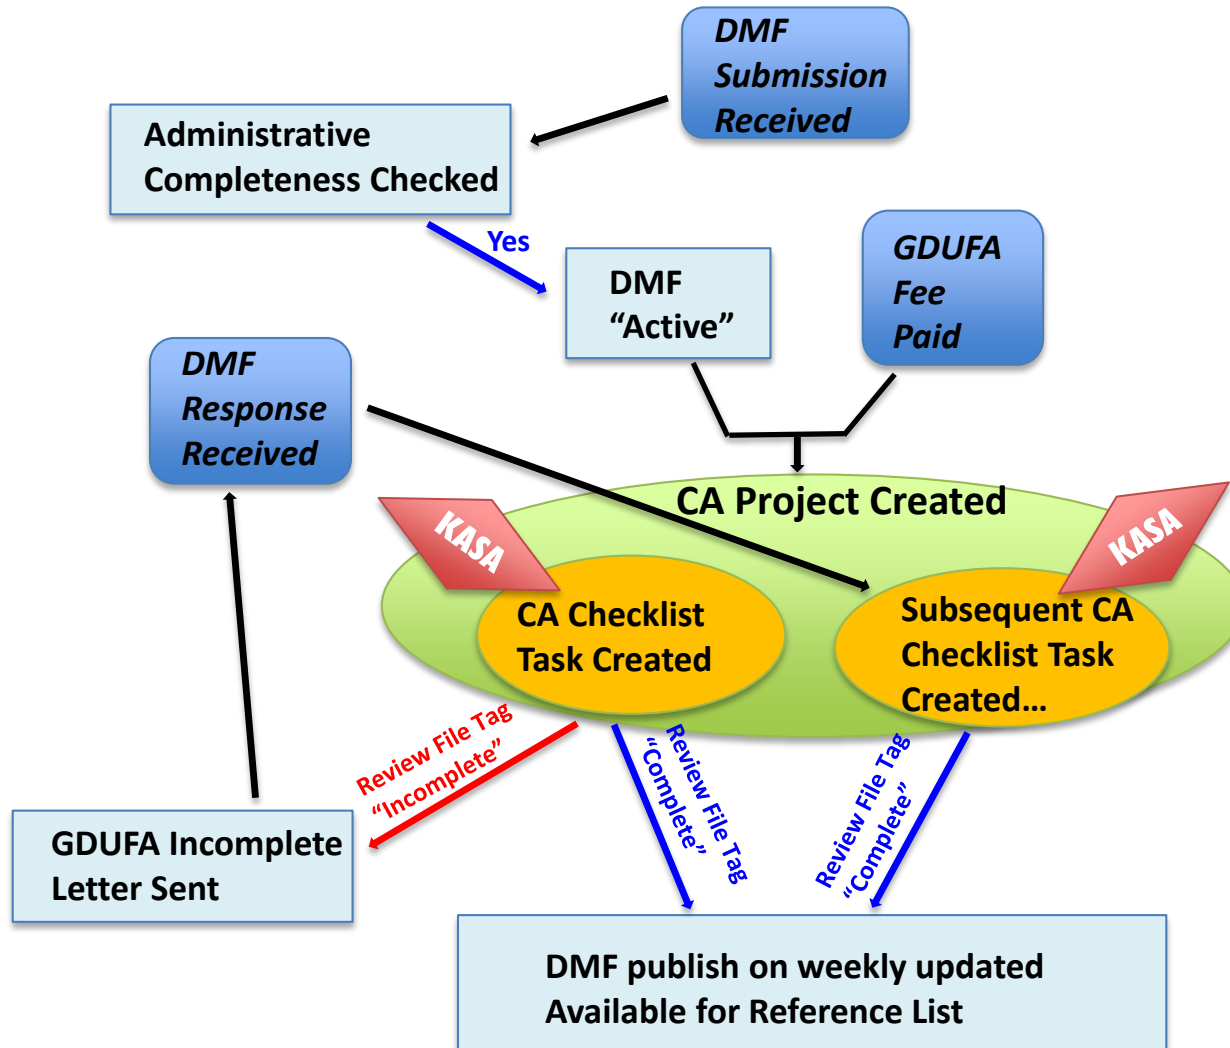 DMF
Submission
Received
Administrative
Completeness Checked
Yes
DMF
“Active”
GDUFA
Fee
Paid
DMF
Response
Received
CA Project Created
KASA
KASA
CA Checklist
Task Created
Subsequent CA
Checklist Task
Created…
Review File Tag
“Incomplete”
Review File Tag
“Complete”
Review File Tag
“Complete”
GDUFA Incomplete
Letter Sent
DMF publish on weekly updated
Available for Reference List